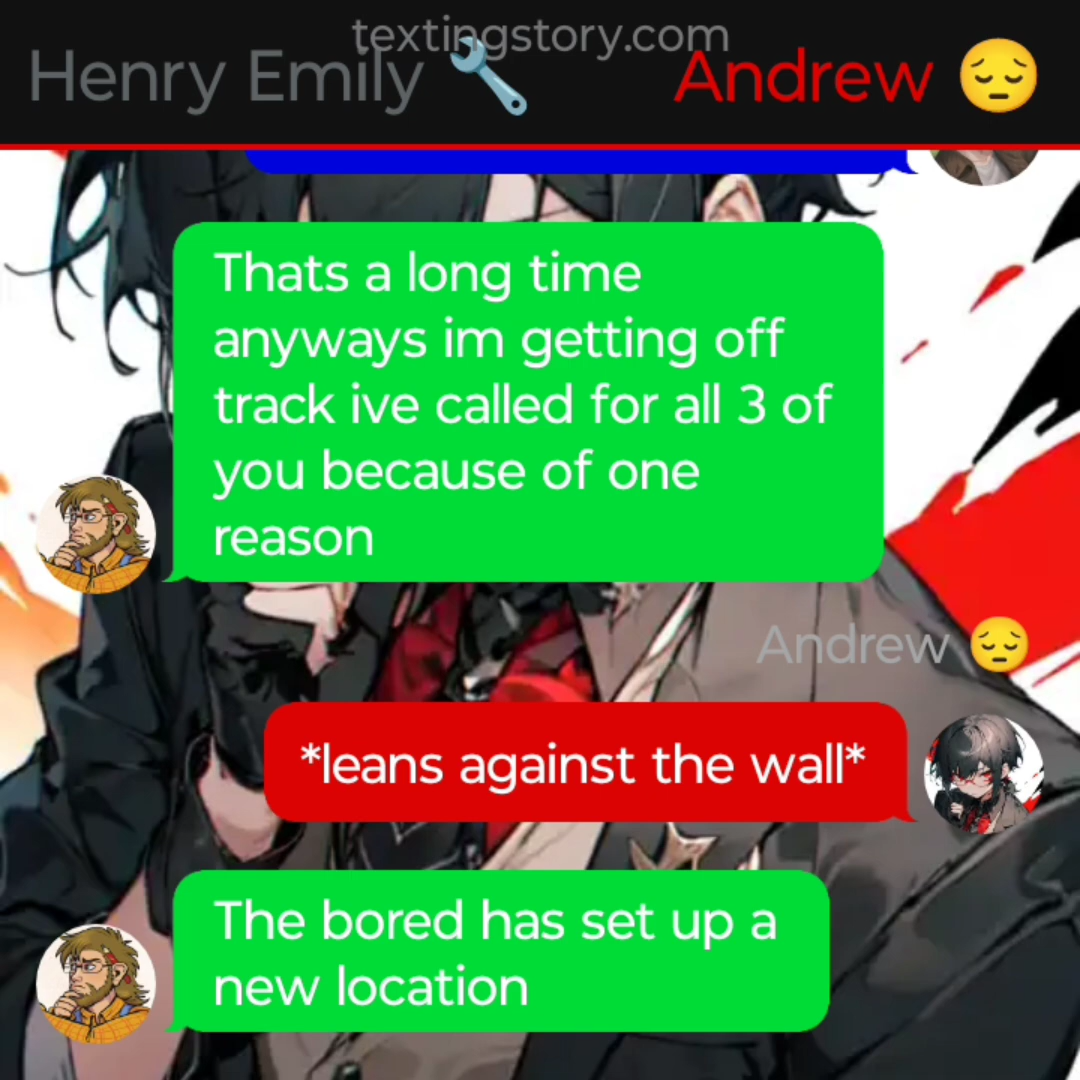 textingstory.com
Henry Emily 🔧 Andrew 😔
Thats a long time
anyways im getting off
track ive called for all 3 of
you because of one
reason
Andrew 😔
*leans against the wall*
The bored has set up a
new location